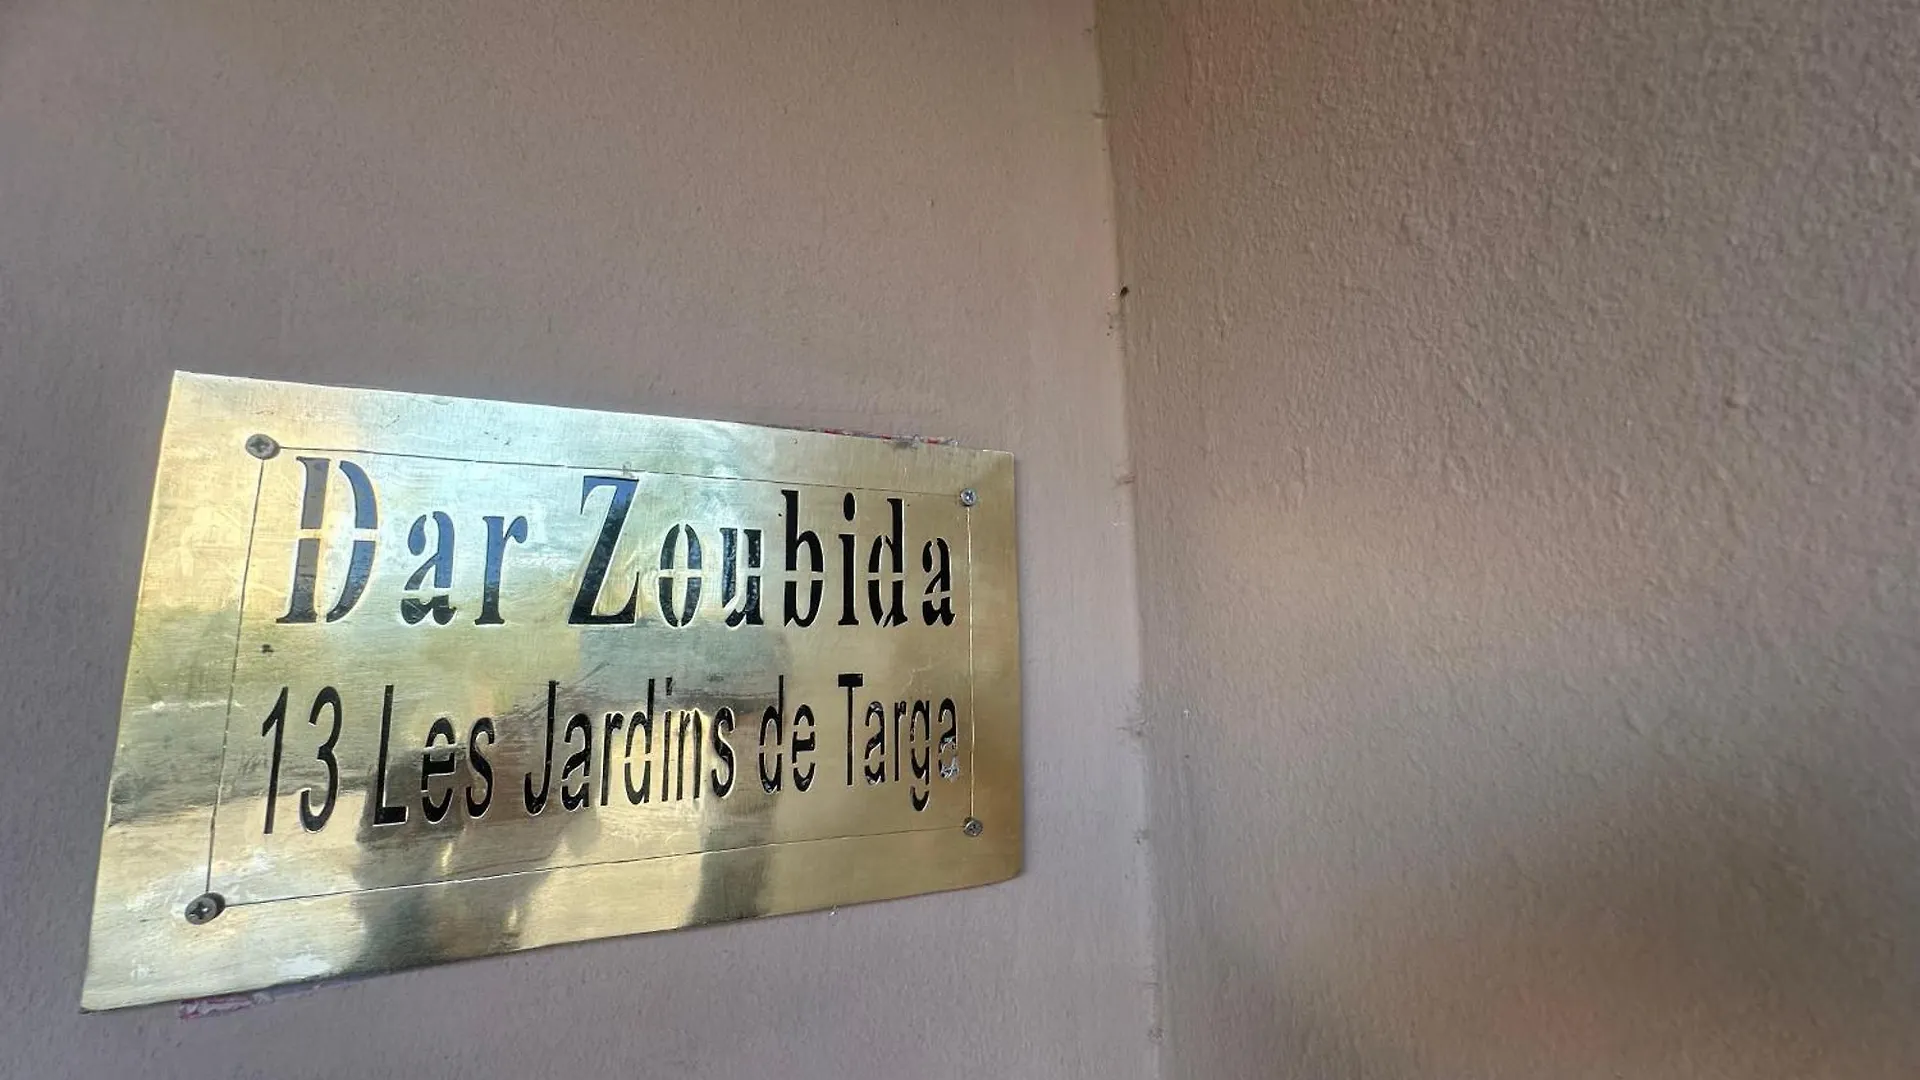 Dar Zoubida
13 Les Jardins de Targa